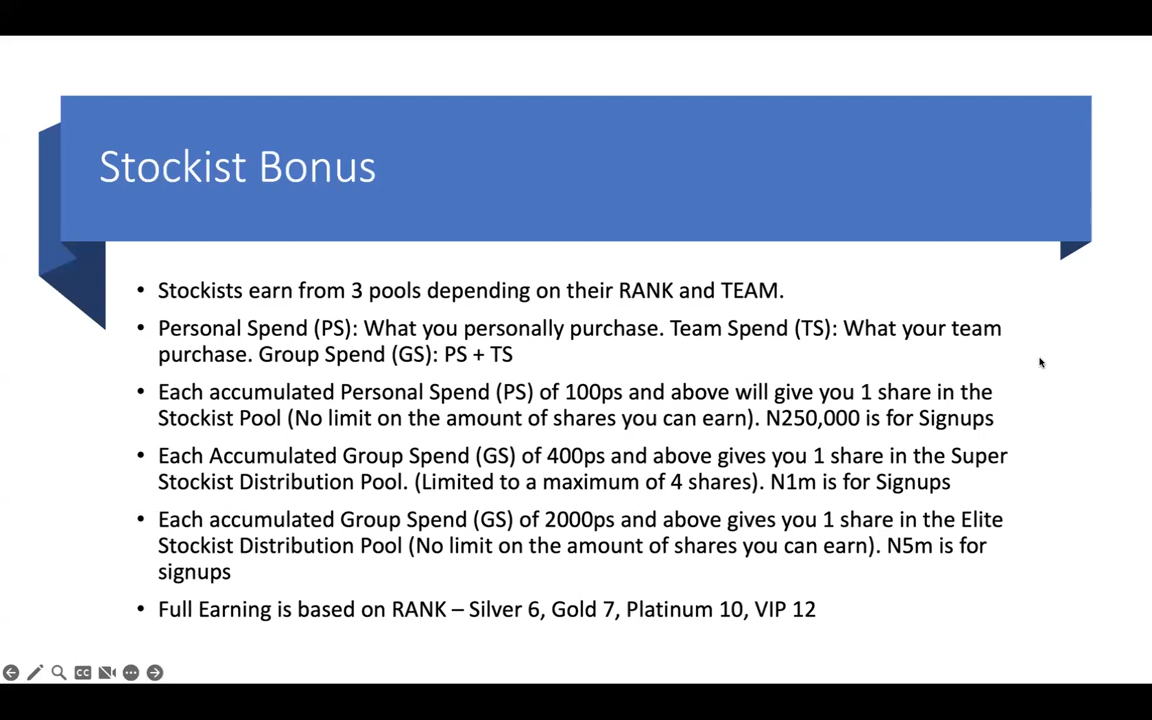 Stockist Bonus
• Stockists earn from 3 pools depending on their RANK and TEAM.
• Personal Spend (PS): What you personally purchase. Team Spend (TS): What your team
purchase. Group Spend (GS): PS + TS
• Each accumulated Personal Spend (PS) of 100ps and above will give you 1 share in the
Stockist Pool (No limit on the amount of shares you can earn). N250,000 is for Signups
• Each Accumulated Group Spend (GS) of 400ps and above gives you 1 share in the Super
Stockist Distribution Pool. (Limited to a maximum of 4 shares). N1m is for Signups
• Each accumulated Group Spend (GS) of 2000ps and above gives you 1 share in the Elite
Stockist Distribution Pool (No limit on the amount of shares you can earn). N5m is for
signups
• Full Earning is based on RANK – Silver 6, Gold 7, Platinum 10, VIP 12
CC